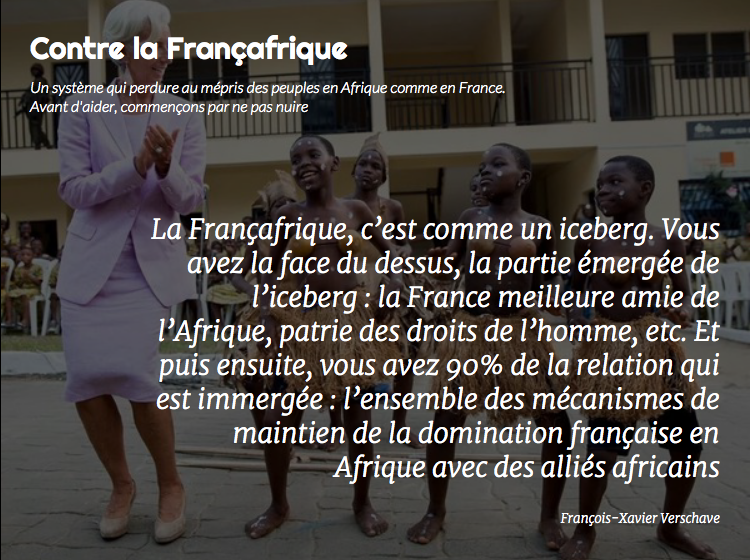 Contre la Françafrique
Un système qui perdure au mépris des peuples en Afrique comme en France.
Avant d'aider, commençons par ne pas nuire
La Françafrique, c’est comme un iceberg. Vous
avez la face du dessus, la partie émergée de
l’iceberg : la France meilleure amie de
l’Afrique, patrie des droits de l’homme, etc. Et
puis ensuite, vous avez 90% de la relation qui
est immergée : l’ensemble des mécanismes de
maintien de la domination française en
Afrique avec des alliés africains
François-Xavier Verschave